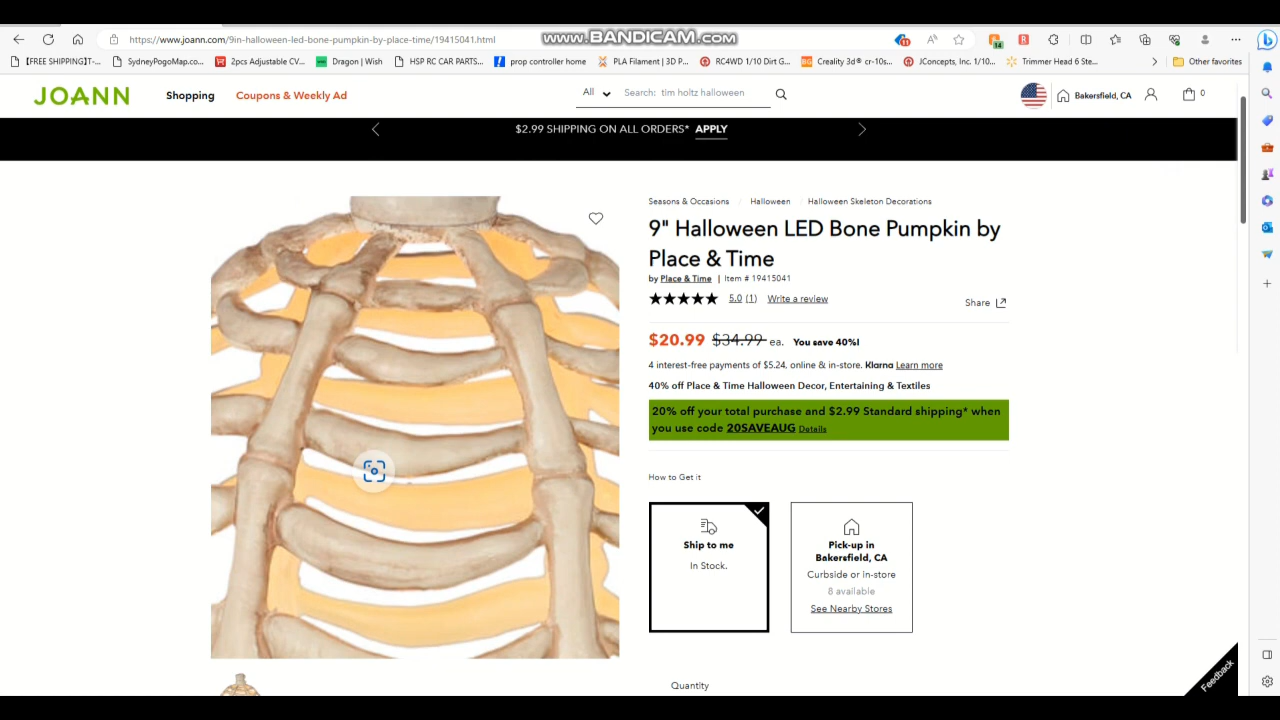 www.BANDICAM.com
https://www.joann.com/9in-halloween-led-bone-pumpkin-by-place-time/19415041.html
11
14
【FREE SHIPPING】T-...
SydneyPogoMap.co...
2pcs Adjustable CV...
Dragon | Wish
HSP RC CAR PARTS...
prop controller home
PLA Filament | 3D P...
RC4WD 1/10 Dirt G...
Creality 3d® cr-10s...
JConcepts, Inc. 1/10...
Trimmer Head 6 Ste...
Other favorites
JOANN
Shopping
Coupons & Weekly Ad
All
Search: tim holtz halloween
Bakersfield, CA
0
$2.99 SHIPPING ON ALL ORDERS* APPLY
Seasons & Occasions / Halloween / Halloween Skeleton Decorations
9" Halloween LED Bone Pumpkin by
Place & Time
by Place & Time | Item # 19415041
5.0 (1) Write a review
Share
$20.99 $34.99 ea. You save 40%!
4 interest-free payments of $5.24, online & in-store. Klarna Learn more
40% off Place & Time Halloween Decor, Entertaining & Textiles
20% off your total purchase and $2.99 Standard shipping* when
you use code 20SAVEAUG Details
How to Get it
Ship to me
In Stock.
Pick-up in
Bakersfield, CA
Curbside or In-store
8 available
See Nearby Stores
Quantity
Feedback